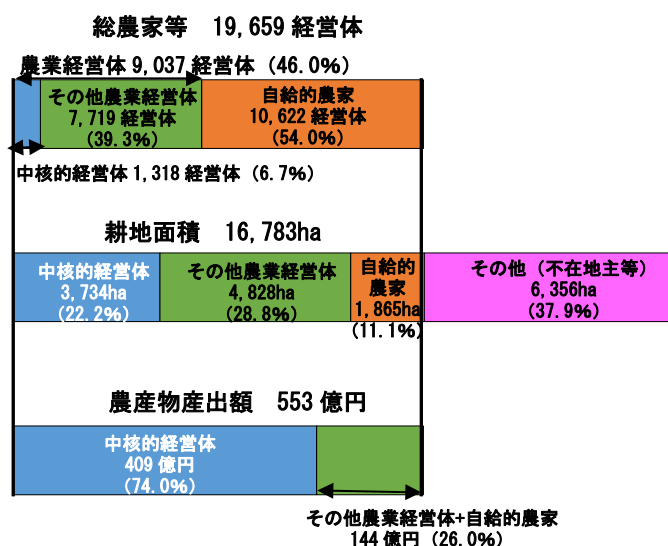 総農家等　19,659 経営体
農業経営体 9,037 経営体（46.0%）
その他農業経営体
7,719 経営体
(39.3%)
自給的農家
10,622 経営体
(54.0%)
中核的経営体 1,318 経営体（6.7%）
耕地面積　16,783ha
中核的経営体
3,734ha
(22.2%)
その他農業経営体
4,828ha
(28.8%)
自給的
農家
1,865ha
(11.1%)
その他（不在地主等）
6,356ha
(37.9%)
農産物産出額　553 億円
中核的経営体
409 億円
(74.0%)
その他農業経営体+自給的農家
144 億円（26.0%）